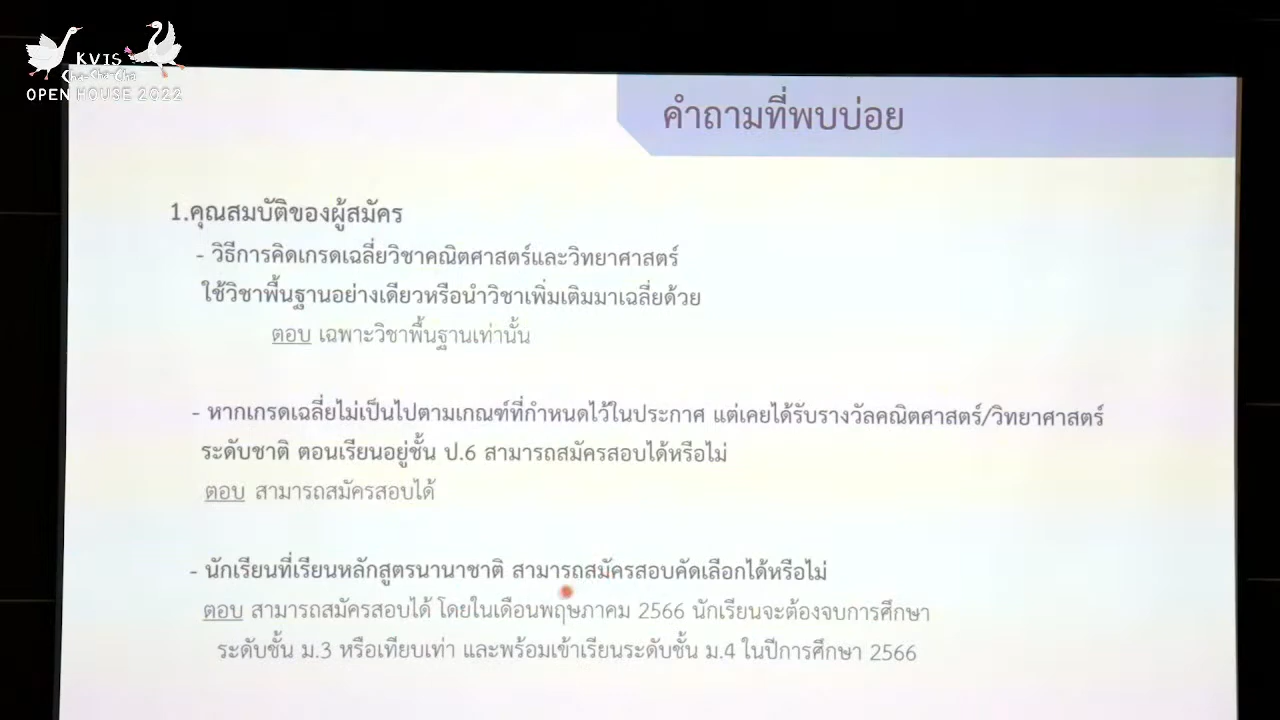 KVIS
Cha-Cha-Cha
OPEN HOUSE 2022
คำถามที่พบบ่อย
1.คุณสมบัติของผู้สมัคร
- วิธีการคิดเกรดเฉลี่ยวิชาคณิตศาสตร์และวิทยาศาสตร์
ใช้วิชาพื้นฐานอย่างเดียวหรือนำวิชาเพิ่มเติมมาเฉลี่ยด้วย
ตอบ เฉพาะวิชาพื้นฐานเท่านั้น
- หากเกรดเฉลี่ยไม่เป็นไปตามเกณฑ์ที่กำหนดไว้ในประกาศ แต่เคยได้รับรางวัลคณิตศาสตร์/วิทยาศาสตร์
ระดับชาติ ตอนเรียนอยู่ชั้น ป.6 สามารถสมัครสอบได้หรือไม่
ตอบ สามารถสมัครสอบได้
- นักเรียนที่เรียนหลักสูตรนานาชาติ สามารถสมัครสอบคัดเลือกได้หรือไม่
ตอบ สามารถสมัครสอบได้ โดยในเดือนพฤษภาคม 2566 นักเรียนจะต้องจบการศึกษา
ระดับชั้น ม.3 หรือเทียบเท่า และพร้อมเข้าเรียนระดับชั้น ม.4 ในปีการศึกษา 2566